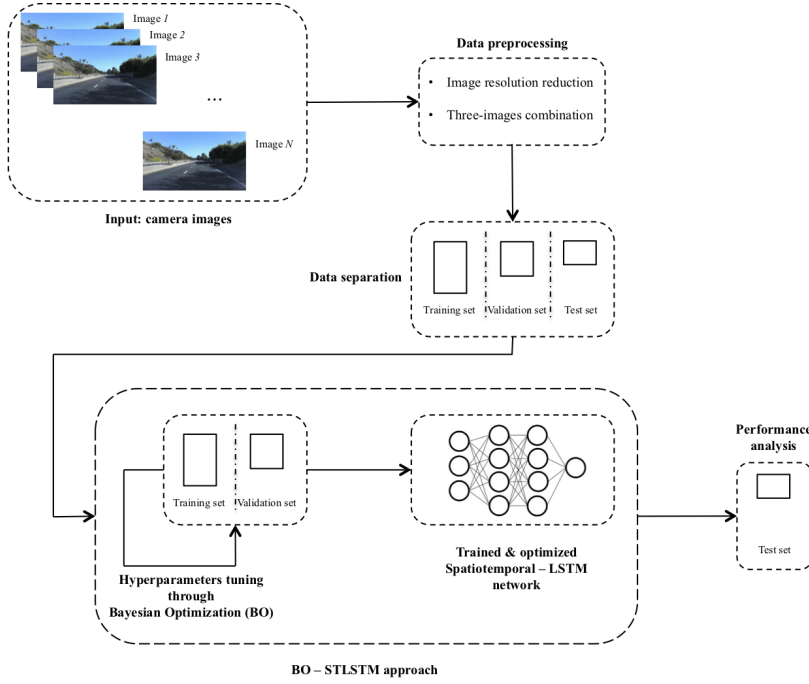 Image 1
Image 2
Image 3
...
Image N
Input: camera images
Data preprocessing
• Image resolution reduction
• Three-images combination
Data separation
Training set
Validation set
Test set
Training set
Validation set
Hyperparameters tuning
through
Bayesian Optimization (BO)
Trained & optimized
Spatiotemporal – LSTM
network
Performance
analysis
Test set
BO – STLSTM approach